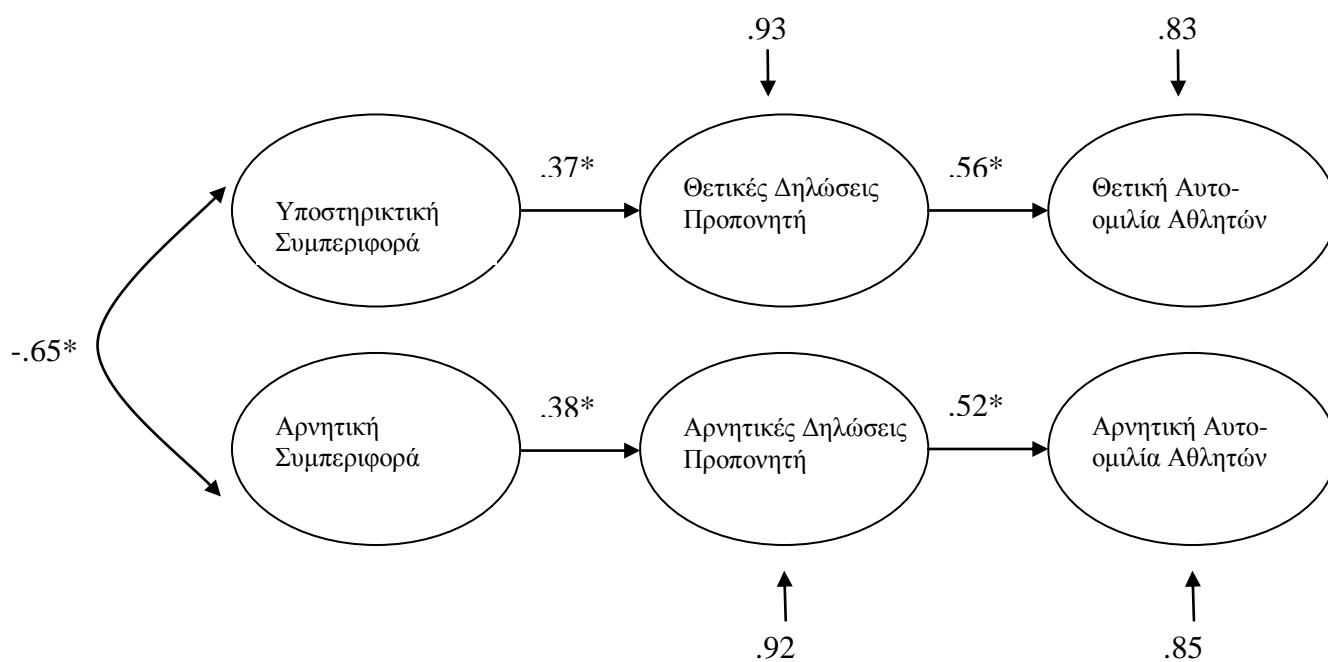 .93
.83
.37*
.56*
Υποστηρικτική
Συμπεριφορά
Θετικές Δηλώσεις
Προπονητή
Θετική Αυτο-
ομιλία Αθλητών
-.65*
.38*
.52*
Αρνητική
Συμπεριφορά
Αρνητικές Δηλώσεις
Προπονητή
Αρνητική Αυτο-
ομιλία Αθλητών
.92
.85